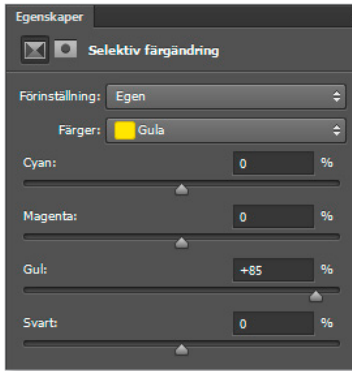 Egenskaper
Selektiv färgändring
Förinställning: Egen
Färger: Gula
Cyan: 0 %
Magenta: 0 %
Gul: +85 %
Svart: 0 %